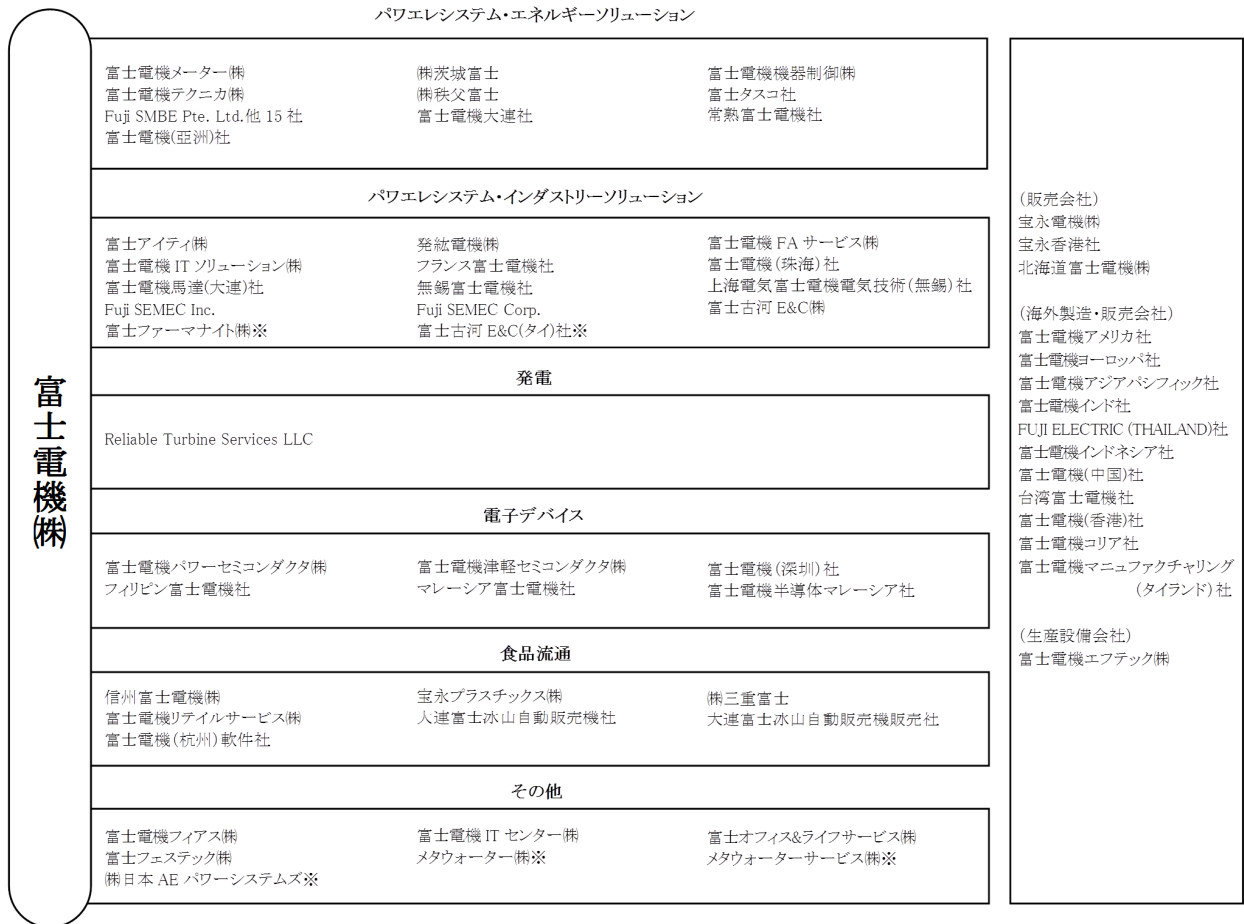 富士電機㈱
パワエレシステム・エネルギーソリューション
富士電機メーター㈱
㈱茨城富士
富士電機機器制御㈱
富士電機テクニカ㈱
㈱秩父富士
富士タスコ社
Fuji SMBE Pte. Ltd.他 15 社
富士電機大連社
常熟富士電機社
富士電機(亞洲)社
パワエレシステム・インダストリーソリューション
富士アイティ㈱
発紘電機㈱
富士電機 FA サービス㈱
富士電機 IT ソリューション㈱
フランス富士電機社
富士電機(珠海)社
富士電機馬達(大連)社
無錫富士電機社
上海電気富士電機電気技術(無錫)社
Fuji SEMEC Inc.
Fuji SEMEC Corp.
富士古河 E&C㈱
富士ファーマナイト㈱※
富士古河 E&C(タイ)社※
発電
Reliable Turbine Services LLC
電子デバイス
富士電機パワーセミコンダクタ㈱
富士電機津軽セミコンダクタ㈱
富士電機(深圳)社
フィリピン富士電機社
マレーシア富士電機社
富士電機半導体マレーシア社
食品流通
信州富士電機㈱
宝永プラスチックス㈱
㈱三重富士
富士電機リテイルサービス㈱
大連富士冰山自動販売機社
大連富士冰山自動販売機販売社
富士電機(杭州)軟件社
その他
富士電機フィアス㈱
富士電機 IT センター㈱
富士オフィス&ライフサービス㈱
富士フェステック㈱
メタウォーター㈱※
メタウォーターサービス㈱※
㈱日本 AE パワーシステムズ※
(販売会社)
宝永電機㈱
宝永香港社
北海道富士電機㈱
(海外製造・販売会社)
富士電機アメリカ社
富士電機ヨーロッパ社
富士電機アジアパシフィック社
富士電機インド社
FUJI ELECTRIC (THAILAND)社
富士電機インドネシア社
富士電機(中国)社
台湾富士電機社
富士電機(香港)社
富士電機コリア社
富士電機マニュファクチャリング
(タイランド)社
(生産設備会社)
富士電機エフテック㈱